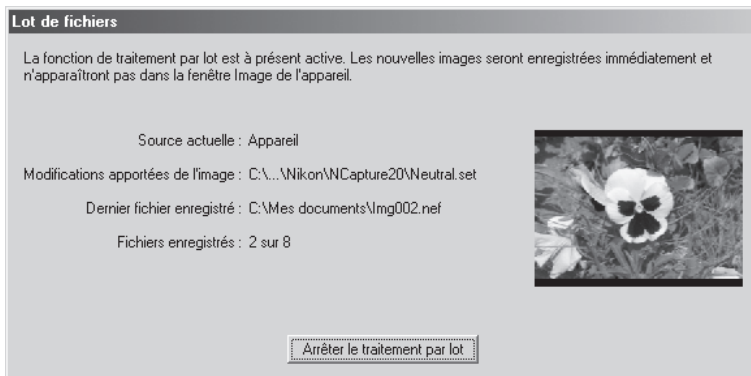 Lot de fichiers
La fonction de traitement par lot est à présent active. Les nouvelles images seront enregistrées immédiatement et
n'apparaîtront pas dans la fenêtre Image de l'appareil.
Source actuelle : Appareil
Modifications apportées de l'image : C:\...\Nikon\NCapture20\Neutral.set
Dernier fichier enregistré : C:\Mes documents\Img002.nef
Fichiers enregistrés : 2 sur 8
Arrêter le traitement par lot